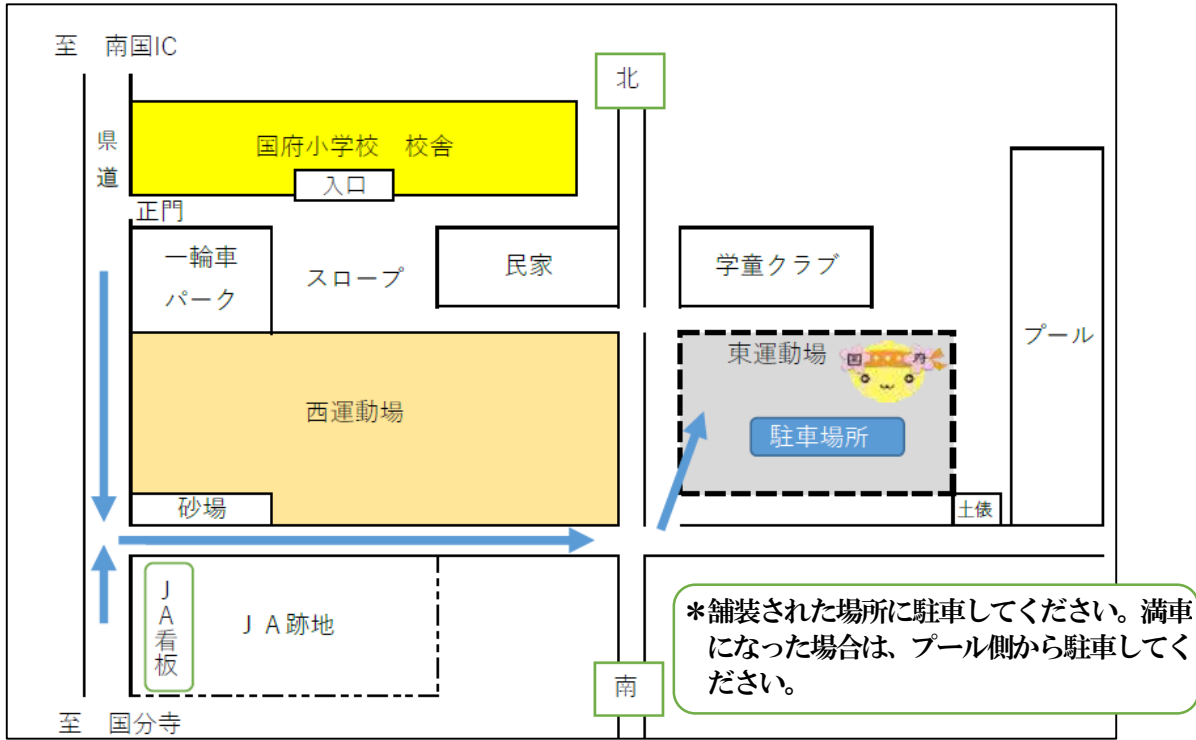 至 南国IC
北
県道
国府小学校 校舎
入口
正門
一輪車
パーク
スロープ
民家
学童クラブ
プール
東運動場
国 府
西運動場
駐車場所
砂場
土俵
JA看板
JA跡地
*舗装された場所に駐車してください。満車
になった場合は、プール側から駐車してく
ださい。
南
至 国分寺